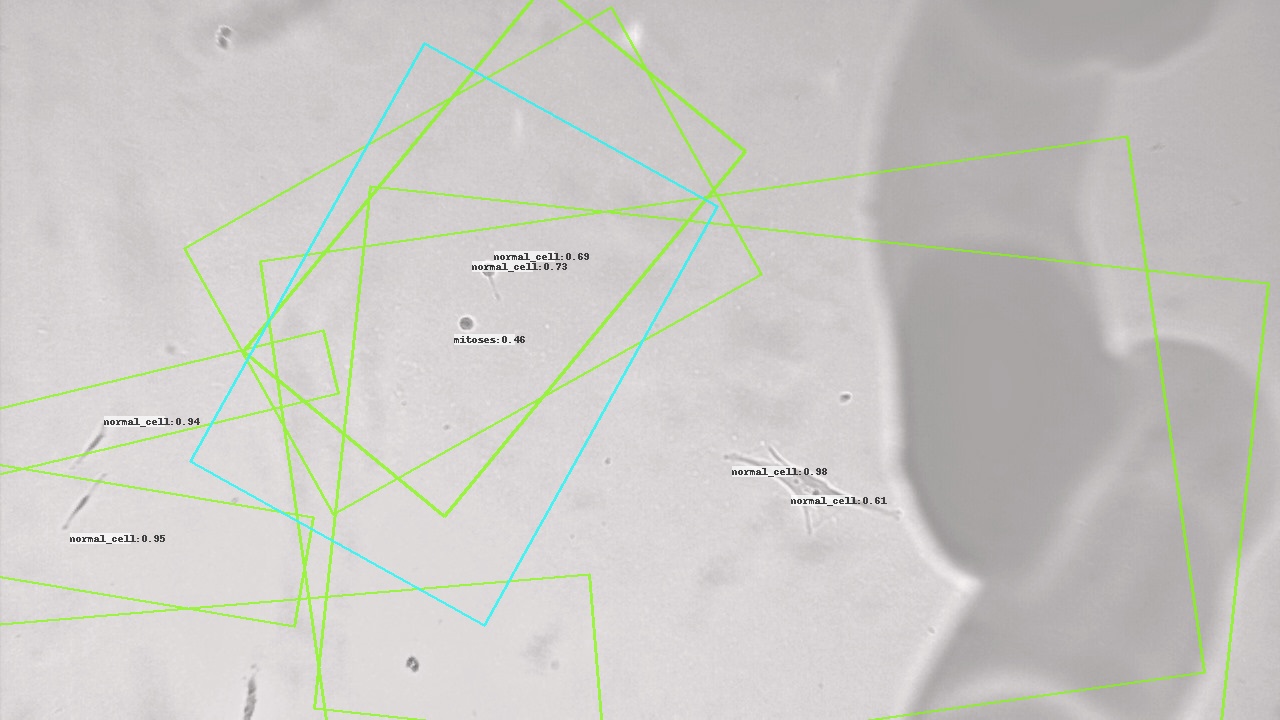 normal_cell:0.69
normal_cell:0.73
mitoses:0.46
normal_cell:0.94
normal_cell:0.98
normal_cell:0.61
normal_cell:0.95